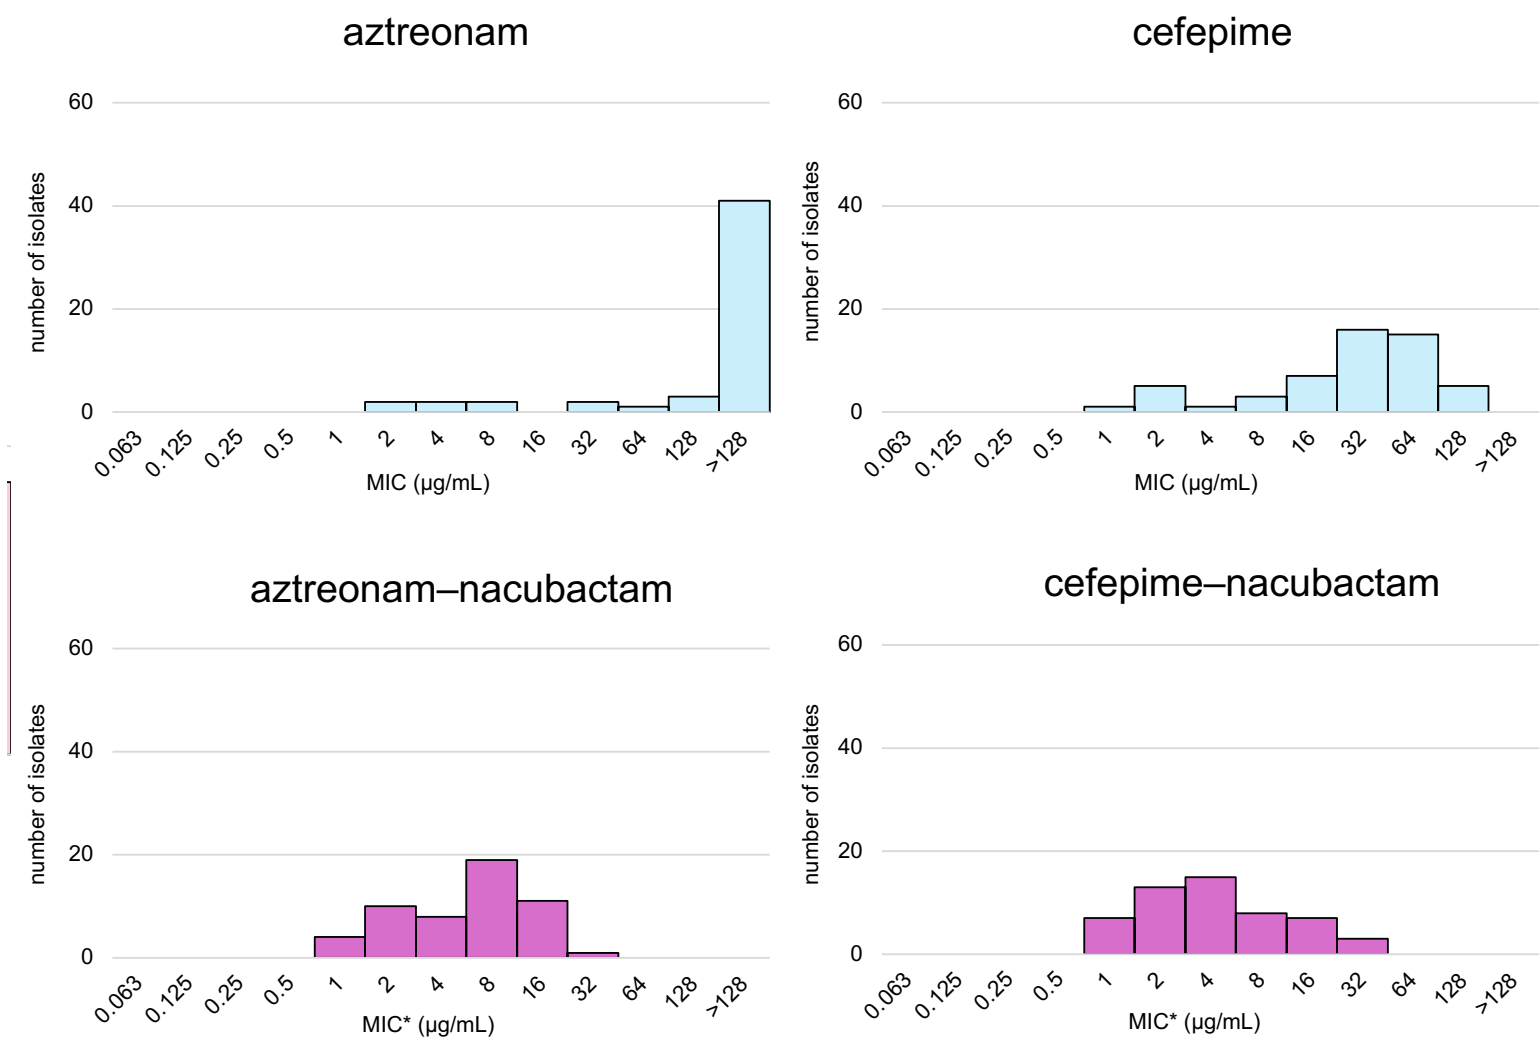 aztreonam
60
40
20
0
number of isolates
0.063 0.125 0.25 0.5 1 2 4 8 16 32 64 128 >128
MIC (µg/mL)
cefepime
60
40
20
0
number of isolates
0.063 0.125 0.25 0.5 1 2 4 8 16 32 64 128 >128
MIC (µg/mL)
aztreonam–nacubactam
60
40
20
0
number of isolates
0.063 0.125 0.25 0.5 1 2 4 8 16 32 64 128 >128
MIC* (µg/mL)
cefepime–nacubactam
60
40
20
0
number of isolates
0.063 0.125 0.25 0.5 1 2 4 8 16 32 64 128 >128
MIC* (µg/mL)